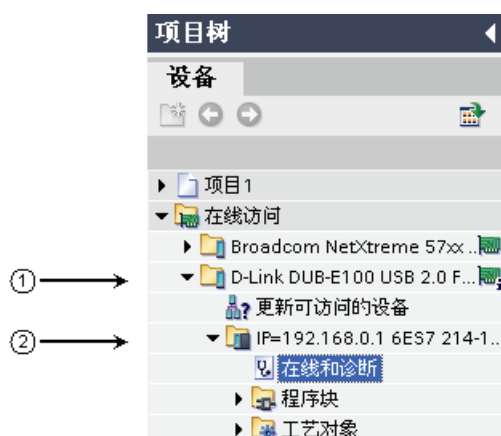 项目树
设备
项目1
在线访问
Broadcom NetXtreme 57xx ..
① D-Link DUB-E100 USB 2.0 F...
更新可访问的设备
② IP=192.168.0.1 6ES7 214-1..
在线和诊断
程序块
工艺对象